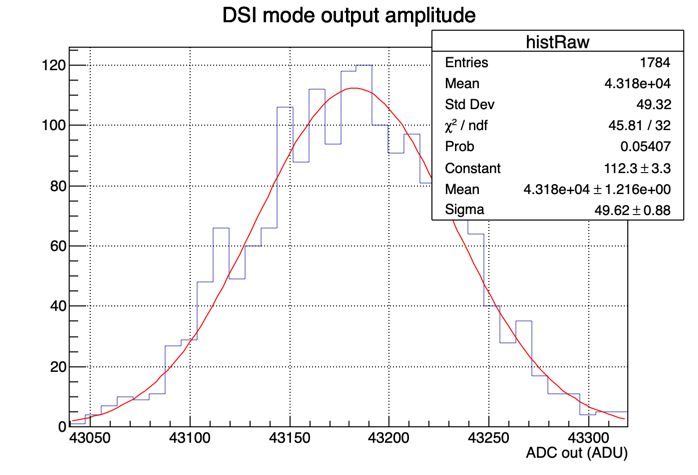 DSI mode output amplitude
histRaw
Entries 1784
Mean 4.318e+04
Std Dev 49.32
χ² / ndf 45.81 / 32
Prob 0.05407
Constant 112.3 ± 3.3
Mean 4.318e+04 ± 1.216e+00
Sigma 49.62 ± 0.88
120
100
80
60
40
20
0
43050 43100 43150 43200 43250 43300
ADC out (ADU)